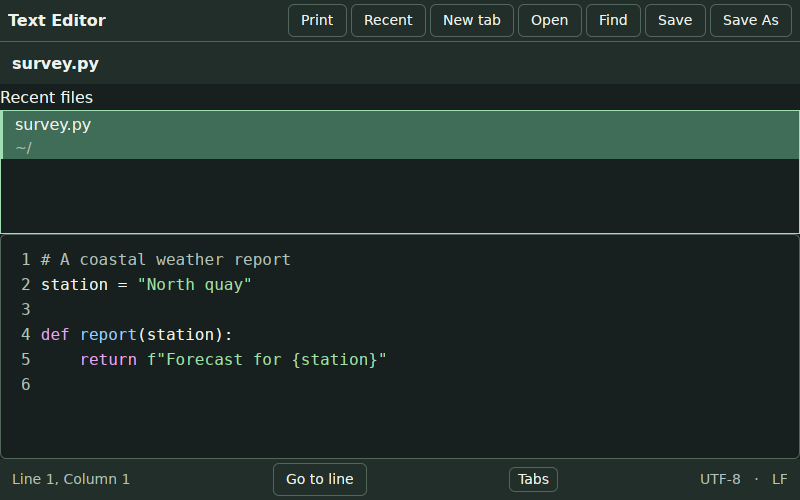 Text Editor Print Recent New tab Open Find Save Save As
survey.py
Recent files
survey.py
~/
1 # A coastal weather report
2 station = "North quay"
3
4 def report(station):
5     return f"Forecast for {station}"
6
Line 1, Column 1 Go to line Tabs UTF-8 · LF